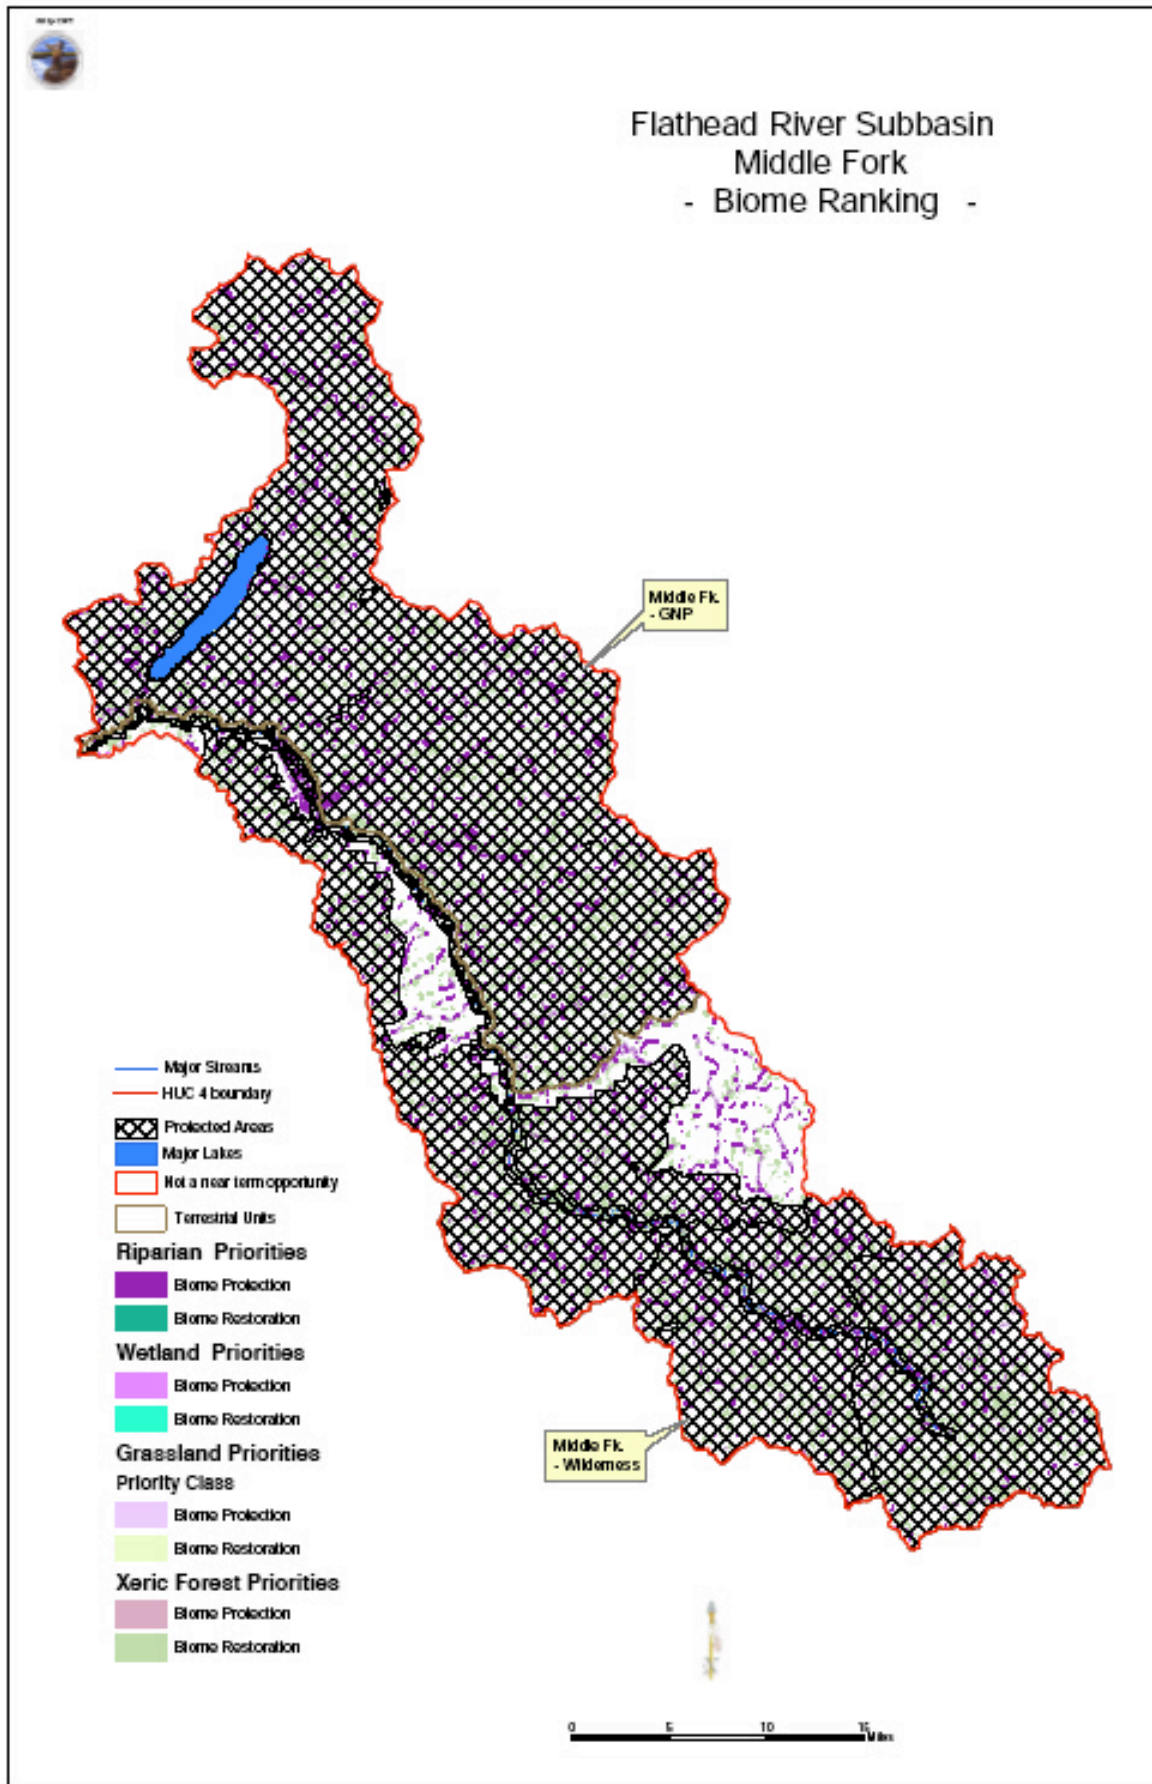 Flathead River Subbasin
Middle Fork
- Biome Ranking -
Middle Fk.
- GNP
Major Streams
HUC 4 boundary
Protected Areas
Major Lakes
Not a near term opportunity
Terrestrial Units
Riparian Priorities
Biome Protection
Biome Restoration
Wetland Priorities
Biome Protection
Biome Restoration
Grassland Priorities
Priority Class
Biome Protection
Biome Restoration
Xeric Forest Priorities
Biome Protection
Biome Restoration
Middle Fk.
- Wilderness
0 5 10 15
Miles